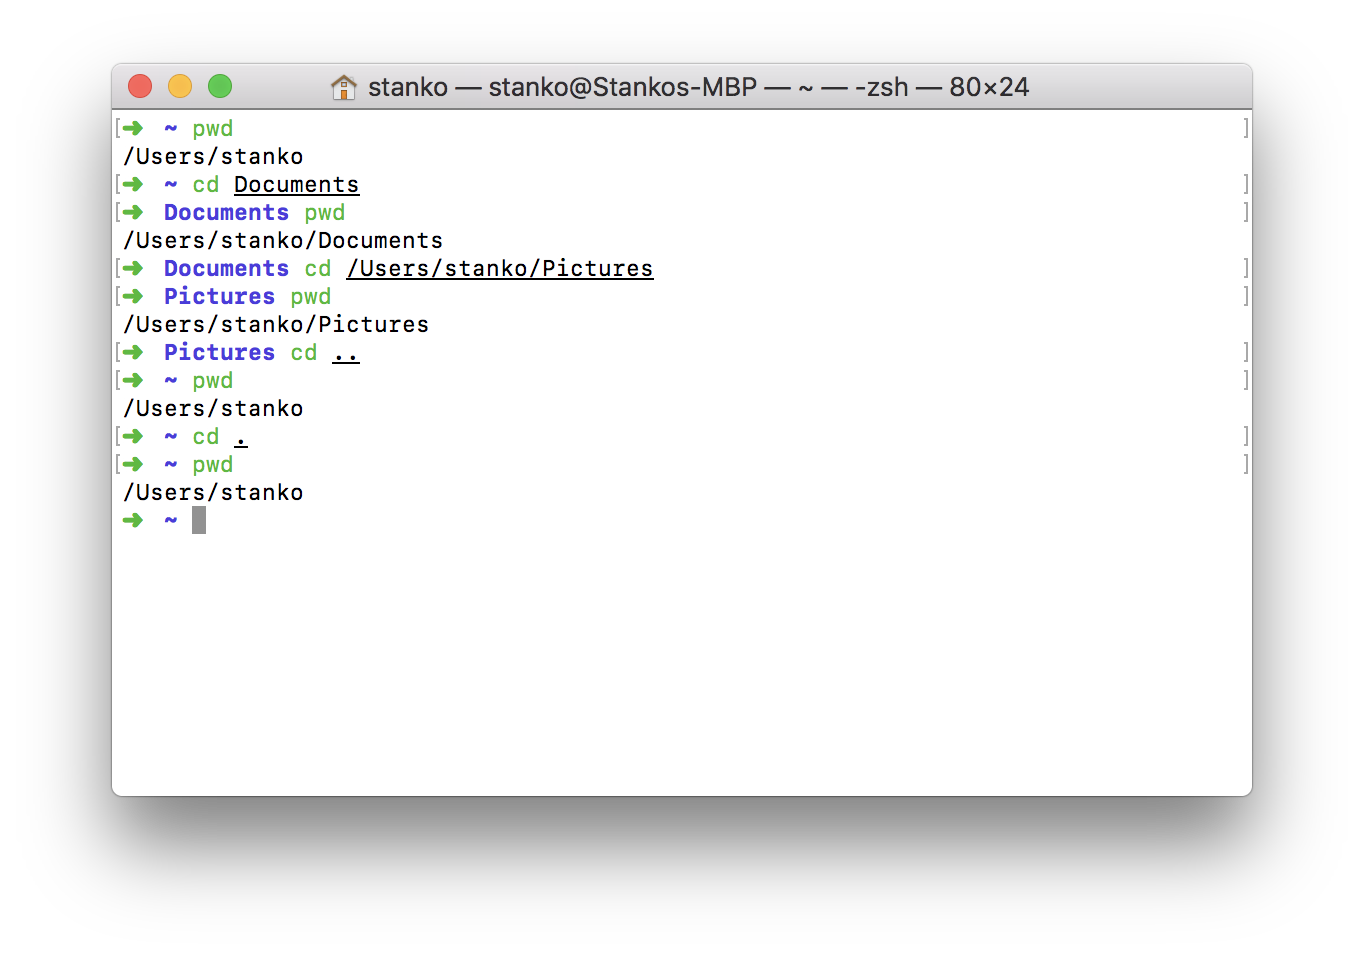 stanko — stanko@Stankos-MBP — ~ — -zsh — 80×24
[➜ ~ pwd ]
/Users/stanko
[➜ ~ cd Documents ]
[➜ Documents pwd ]
/Users/stanko/Documents
[➜ Documents cd /Users/stanko/Pictures ]
[➜ Pictures pwd ]
/Users/stanko/Pictures
[➜ Pictures cd .. ]
[➜ ~ pwd ]
/Users/stanko
[➜ ~ cd . ]
[➜ ~ pwd ]
/Users/stanko
➜ ~